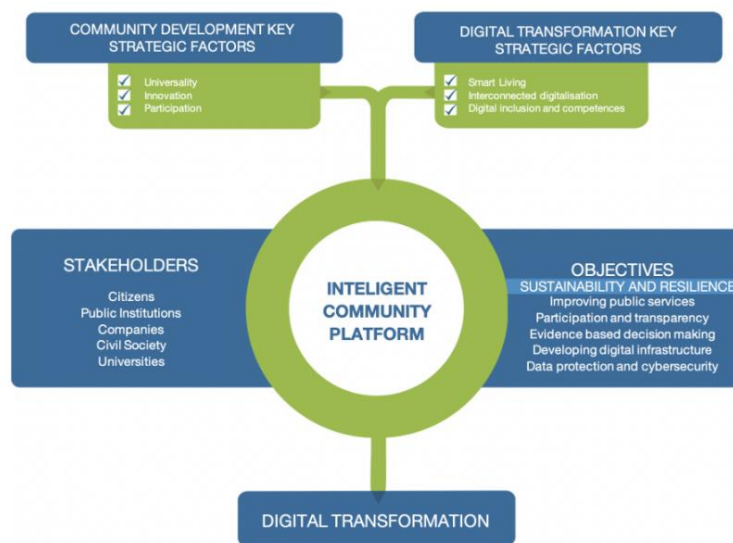 COMMUNITY DEVELOPMENT KEY
STRATEGIC FACTORS
Universality
Innovation
Participation
DIGITAL TRANSFORMATION KEY
STRATEGIC FACTORS
Smart Living
Interconnected digitalisation
Digital inclusion and competences
STAKEHOLDERS
Citizens
Public Institutions
Companies
Civil Society
Universities
INTELIGENT
COMMUNITY
PLATFORM
OBJECTIVES
SUSTAINABILITY AND RESILIENCE
Improving public services
Participation and transparency
Evidence based decision making
Developing digital infrastructure
Data protection and cybersecurity
DIGITAL TRANSFORMATION